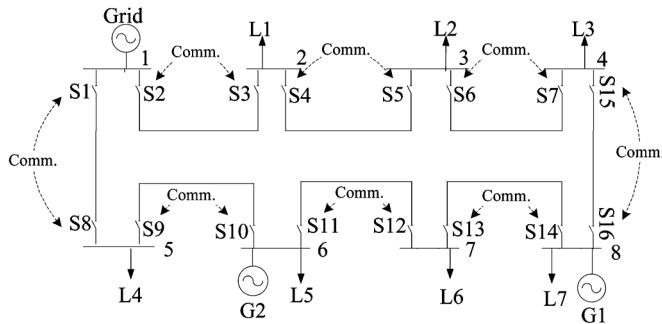 Grid
L1
L2
L3
1
Comm.
2
Comm.
3
Comm.
4
S1
S2
S3
S4
S5
S6
S7
S15
Comm.
Comm.
Comm.
Comm.
Comm.
S8
S9
S10
S11
S12
S13
S14
S16
5
6
7
8
L4
G2
L5
L6
L7
G1